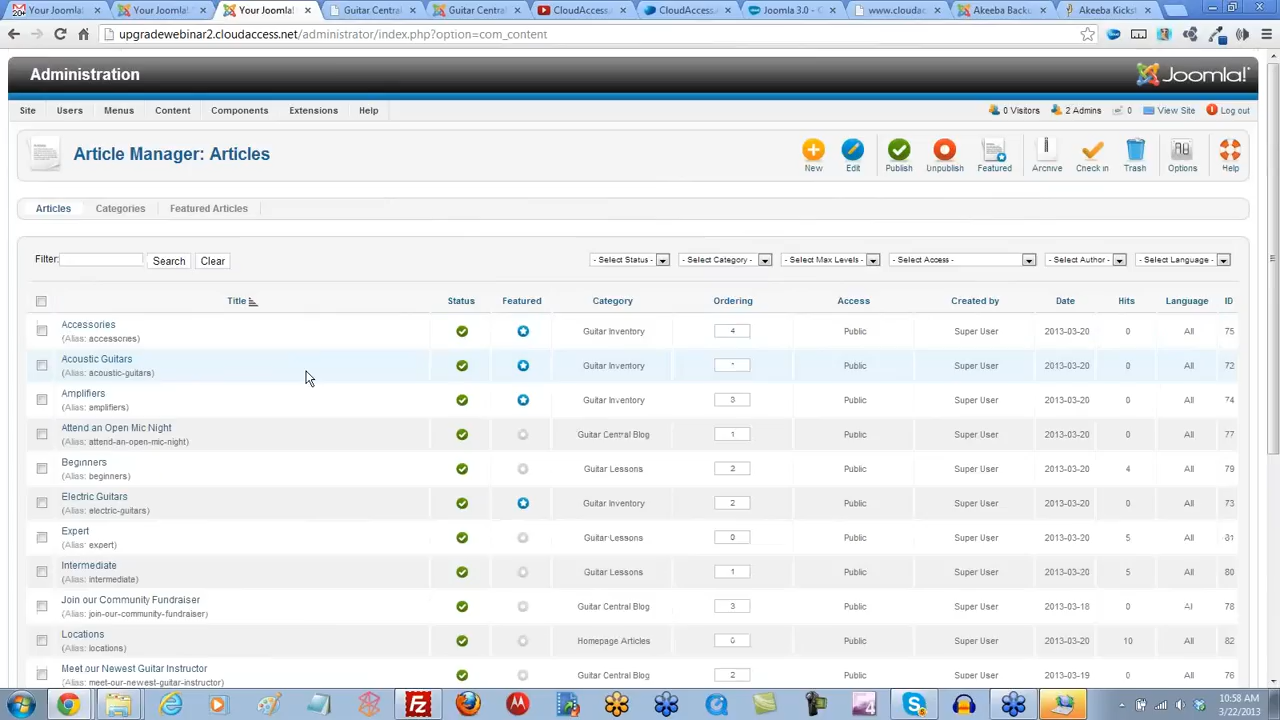 Your Joomla!
Your Joomla!
Your Joomla!
Guitar Central
Guitar Cent
CloudAccess.
CloudAccess.
Joomla 3.0 -
www.cloudac
Akeeba Back
Akeeba Kicks
upgradewebinar2.cloudaccess.net/administrator/index.php?option=com_content
Administration
Joomla!
Site Users Menus Content Components Extensions Help
0 Visitors 2 Admins 0 View Site Log out
Article Manager: Articles
New Edit Publish Unpublish Featured Archive Check in Trash Options Help
Articles Categories Featured Articles
Filter: Search Clear - Select Status - - Select Category - - Select Max Levels - - Select Access - - Select Author - - Select Language -
Title Status Featured Category Ordering Access Created by Date Hits Language ID
Accessories Guitar Inventory 4 Public Super User 2013-03-20 0 All 75
(Alias: accessories)
Acoustic Guitars Guitar Inventory Public Super User 2013-03-20 0 All 72
(Alias: acoustic-guitars)
Amplifiers Guitar Inventory 3 Public Super User 2013-03-20 0 All 74
(Alias: amplifiers)
Attend an Open Mic Night Guitar Central Blog 1 Public Super User 2013-03-20 0 All 77
(Alias: attend-an-open-mic-night)
Beginners Guitar Lessons 2 Public Super User 2013-03-20 4 All 79
(Alias: beginners)
Electric Guitars Guitar Inventory 2 Public Super User 2013-03-20 0 All 73
(Alias: electric-guitars)
Expert Guitar Lessons 0 Public Super User 2013-03-20 5 All 81
(Alias: expert)
Intermediate Guitar Lessons 1 Public Super User 2013-03-20 5 All 80
(Alias: intermediate)
Join our Community Fundraiser Guitar Central Blog 3 Public Super User 2013-03-18 0 All 78
(Alias: join-our-community-fundraiser)
Locations Homepage Articles Public Super User 2013-03-20 10 All 82
(Alias: locations)
Meet our Newest Guitar Instructor Guitar Central Blog 2 Public Super User 2013-03-19 0 All 76
(Alias: meet-our-newest-guitar-instructor)
10:58 AM
3/22/2013